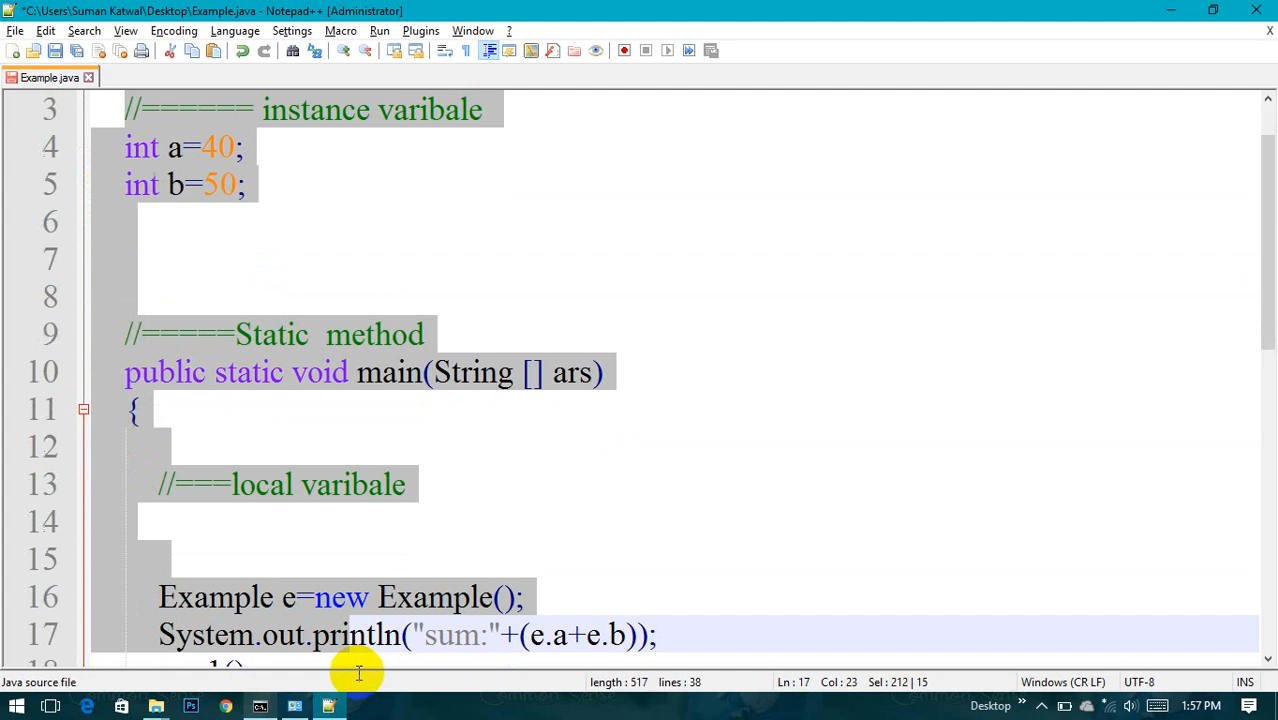 *C:\Users\Suman Katwal\Desktop\Example.java - Notepad++ [Administrator]
File Edit Search View Encoding Language Settings Macro Run Plugins Window ? X
Example.java
3 //====== instance varibale
4 int a=40;
5 int b=50;
6
7
8
9 //=====Static method
10 public static void main(String [] ars)
11 {
12
13 //===local varibale
14
15
16 Example e=new Example();
17 System.out.println("sum:"+(e.a+e.b));
Java source file length : 517 lines : 38 Ln : 17 Col : 23 Sel : 212 | 15 Windows (CR LF) UTF-8 INS
Desktop 1:57 PM